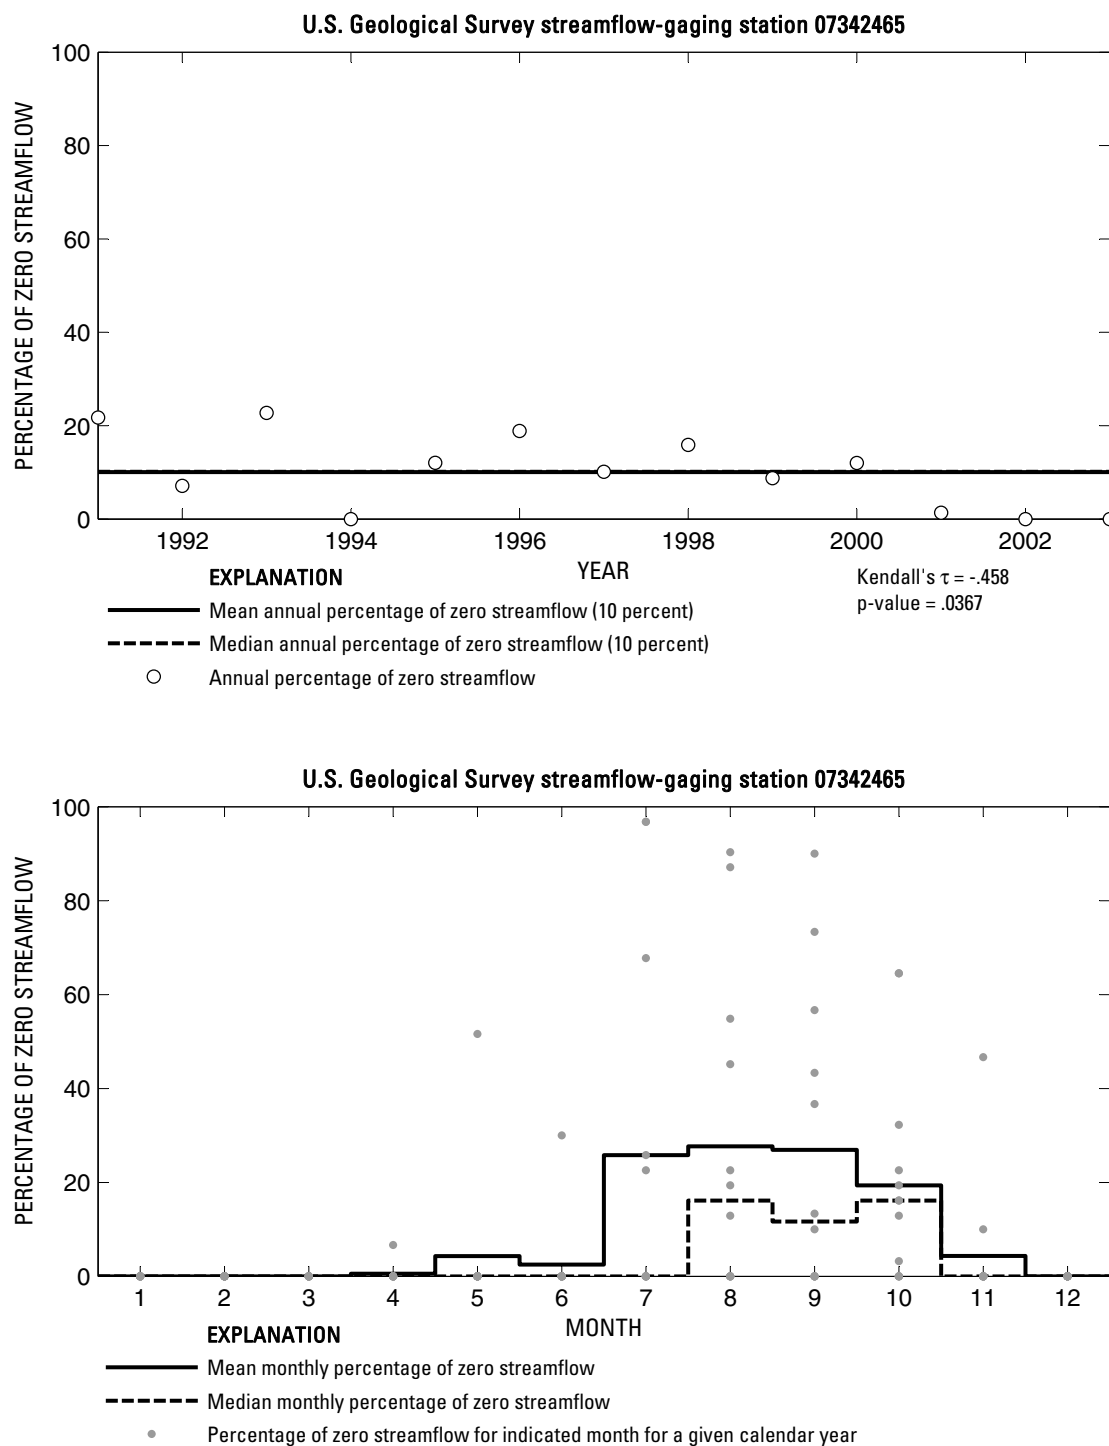 U.S. Geological Survey streamflow-gaging station 07342465
PERCENTAGE OF ZERO STREAMFLOW
100
80
60
40
20
0
1992 1994 1996 1998 2000 2002
YEAR
Kendall's τ = -.458
p-value = .0367
EXPLANATION
Mean annual percentage of zero streamflow (10 percent)
Median annual percentage of zero streamflow (10 percent)
Annual percentage of zero streamflow
U.S. Geological Survey streamflow-gaging station 07342465
PERCENTAGE OF ZERO STREAMFLOW
100
80
60
40
20
0
1 2 3 4 5 6 7 8 9 10 11 12
MONTH
EXPLANATION
Mean monthly percentage of zero streamflow
Median monthly percentage of zero streamflow
Percentage of zero streamflow for indicated month for a given calendar year